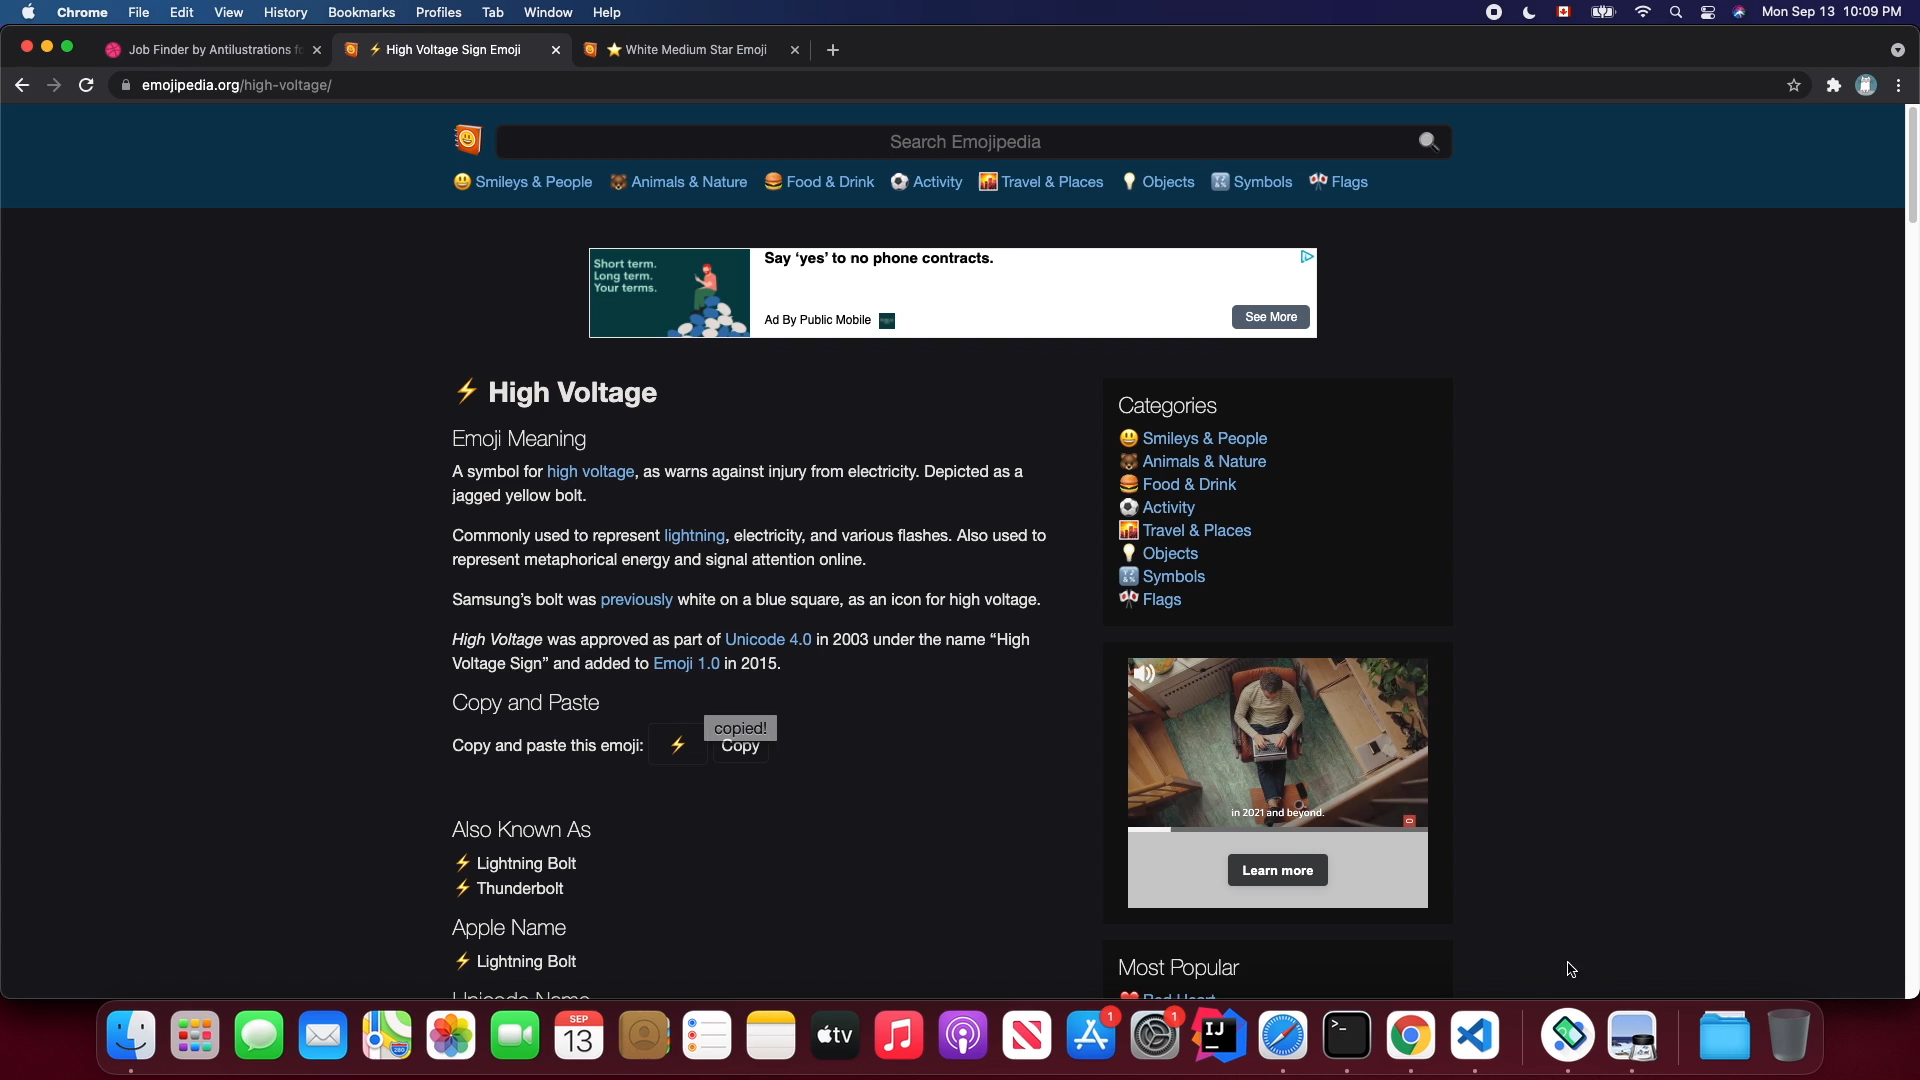 Chrome File Edit View History Bookmarks Profiles Tab Window Help Mon Sep 13 10:09 PM
Job Finder by Antilustrations fo ⚡ High Voltage Sign Emoji ⭐ White Medium Star Emoji
emojipedia.org/high-voltage/
Search Emojipedia
Smileys & People Animals & Nature Food & Drink Activity Travel & Places Objects Symbols Flags
Short term.
Long term.
Your terms.
Say ‘yes’ to no phone contracts.
Ad By Public Mobile
See More
⚡ High Voltage
Emoji Meaning
A symbol for high voltage, as warns against injury from electricity. Depicted as a
jagged yellow bolt.
Commonly used to represent lightning, electricity, and various flashes. Also used to
represent metaphorical energy and signal attention online.
Samsung's bolt was previously white on a blue square, as an icon for high voltage.
High Voltage was approved as part of Unicode 4.0 in 2003 under the name “High
Voltage Sign” and added to Emoji 1.0 in 2015.
Copy and Paste
copied!
Copy and paste this emoji: ⚡ Copy
Also Known As
⚡ Lightning Bolt
⚡ Thunderbolt
Apple Name
⚡ Lightning Bolt
Unicode Name
Categories
Smileys & People
Animals & Nature
Food & Drink
Activity
Travel & Places
Objects
Symbols
Flags
in 2021 and beyond.
Learn more
Most Popular
Red Heart
SEP
13
280
tv
1
1
IJ
>_